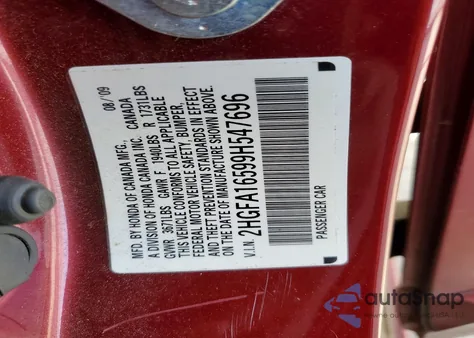 MFD. BY HONDA OF CANADA MFG. 08/09
A DIVISION OF HONDA CANADA INC. CANADA
GVWR 3671LBS GAWR F 1940LBS R 1731LBS
THIS VEHICLE CONFORMS TO ALL APPLICABLE
FEDERAL MOTOR VEHICLE SAFETY, BUMPER,
AND THEFT PREVENTION STANDARDS IN EFFECT
ON THE DATE OF MANUFACTURE SHOWN ABOVE.
V.I.N. 2HGFA16599H547696
PASSENGER CAR
autosnap